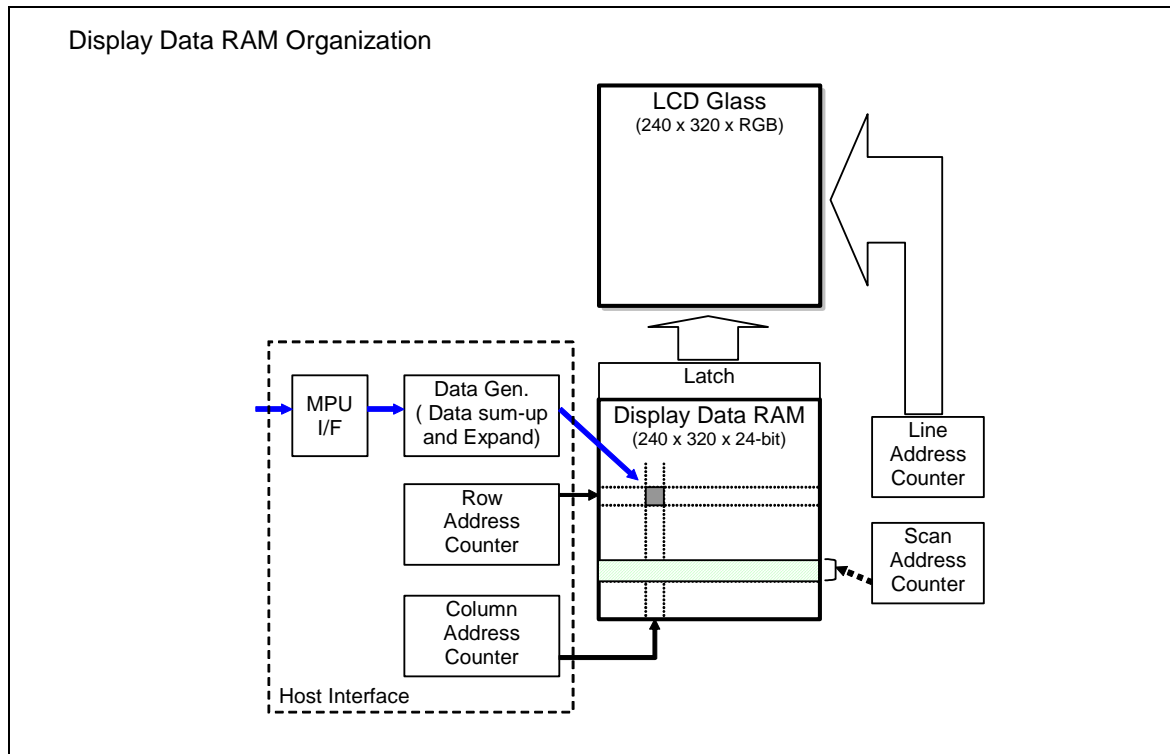 Display Data RAM Organization
LCD Glass
(240 x 320 x RGB)
Latch
MPU
I/F
Data Gen.
( Data sum-up
and Expand)
Display Data RAM
(240 x 320 x 24-bit)
Line
Address
Counter
Row
Address
Counter
Scan
Address
Counter
Column
Address
Counter
Host Interface